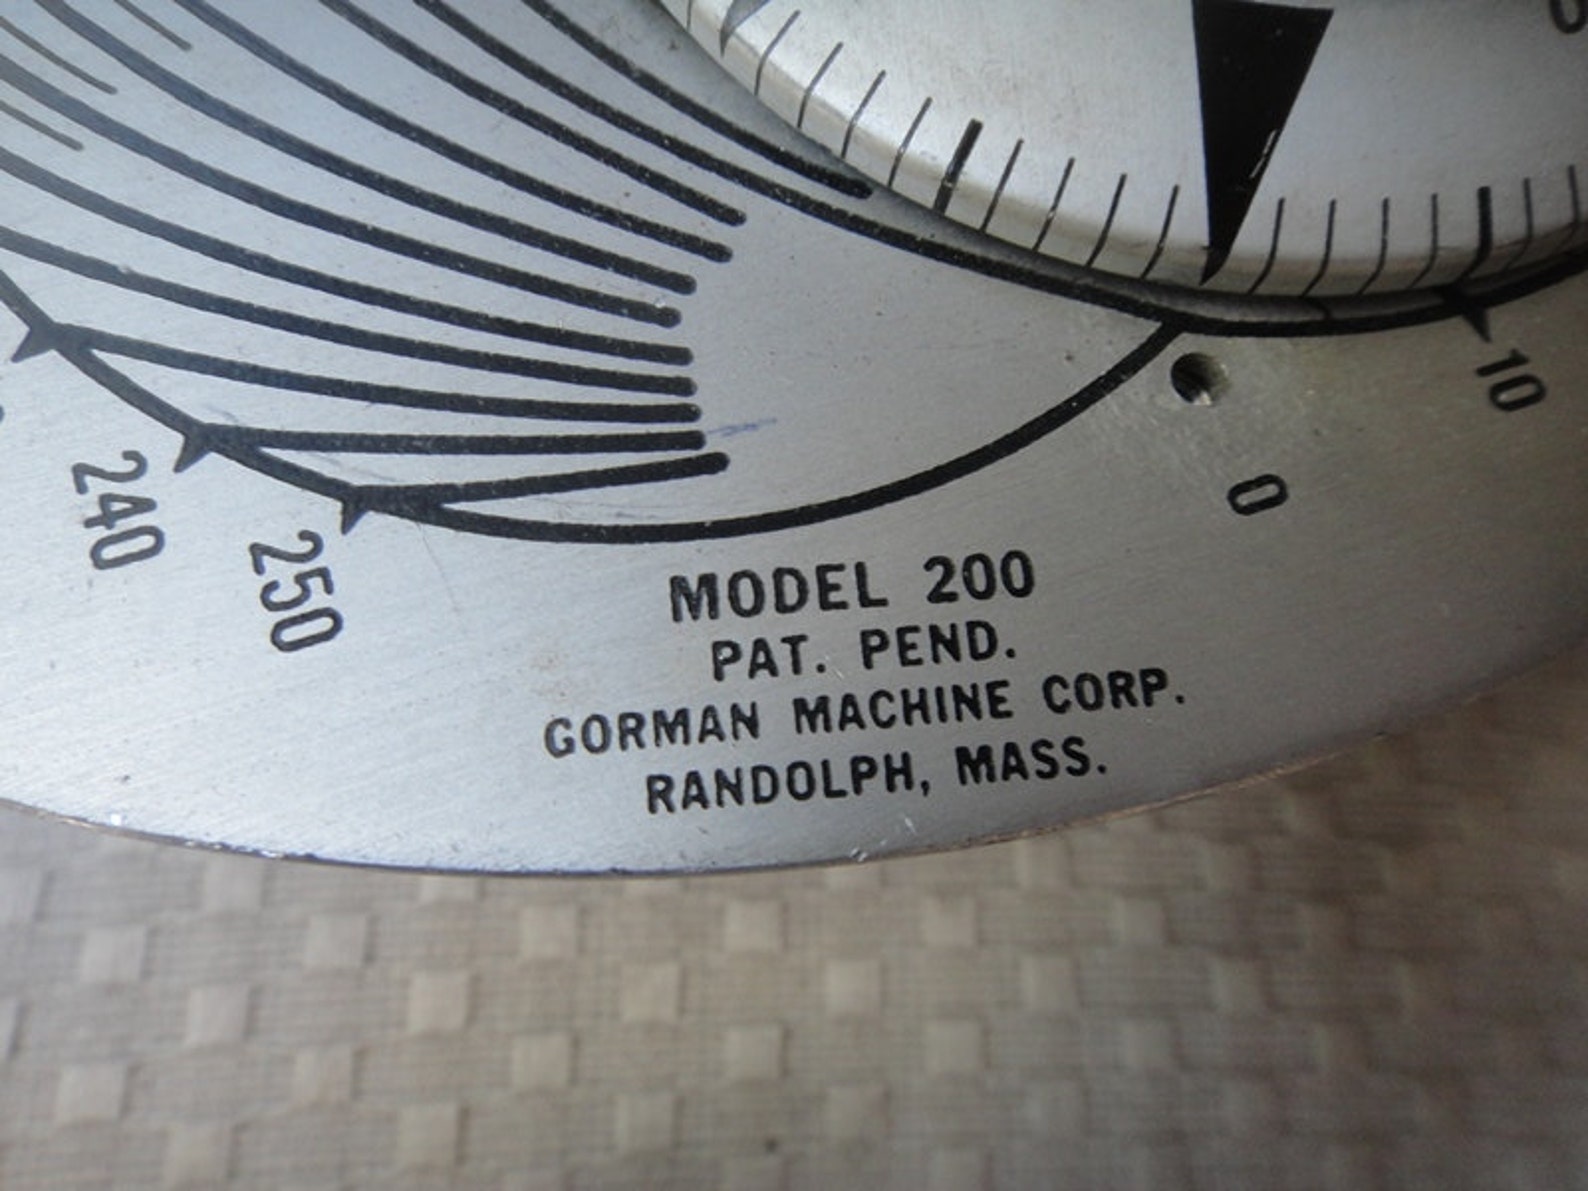 10
0
240
250
MODEL 200
PAT. PEND.
GORMAN MACHINE CORP.
RANDOLPH, MASS.